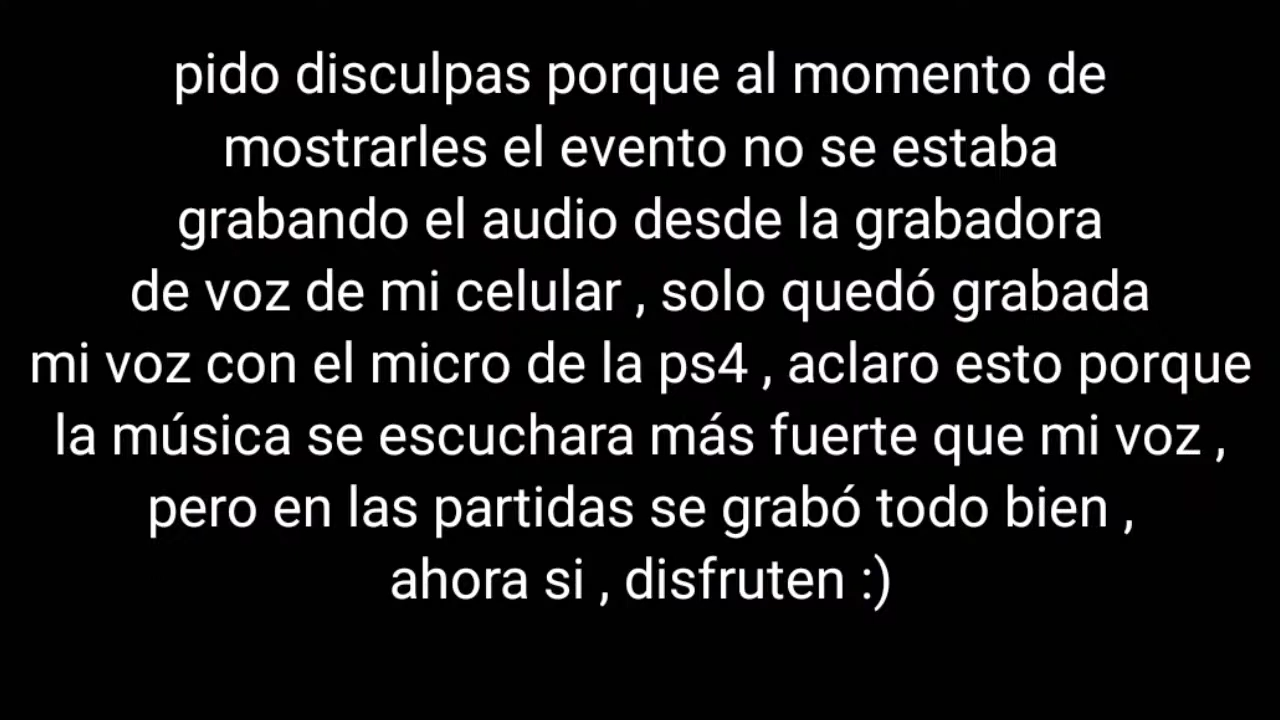 pido disculpas porque al momento de
mostrarles el evento no se estaba
grabando el audio desde la grabadora
de voz de mi celular , solo quedó grabada
mi voz con el micro de la ps4 , aclaro esto porque
la música se escuchara más fuerte que mi voz ,
pero en las partidas se grabó todo bien ,
ahora si , disfruten :)